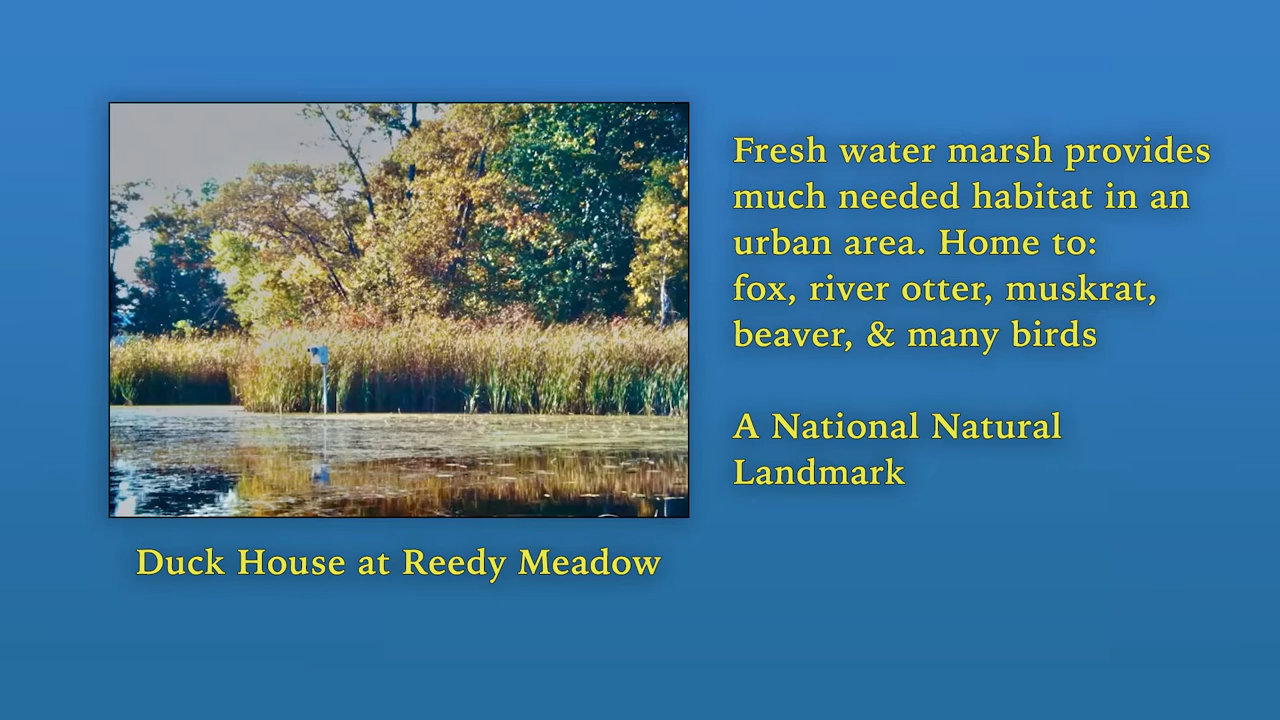 Fresh water marsh provides
much needed habitat in an
urban area. Home to:
fox, river otter, muskrat,
beaver, & many birds
A National Natural
Landmark
Duck House at Reedy Meadow